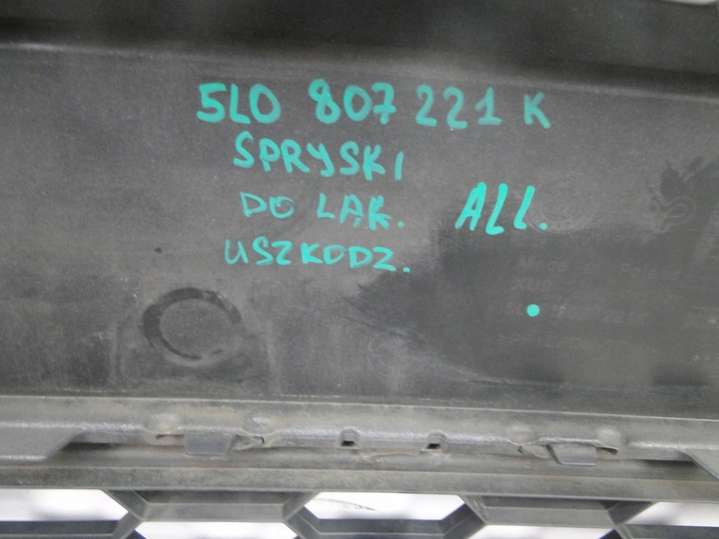 5L0 807 221 K
SPRYSKI
DO LAK. ALL.
USZKODZ.